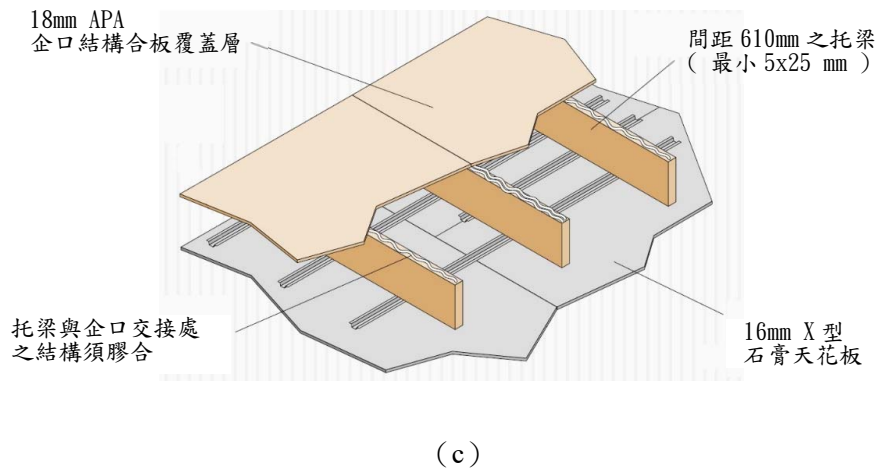 18mm APA
企口結構合板覆蓋層
間距 610mm 之托梁
( 最小 5x25 mm )
托梁與企口交接處
之結構須膠合
16mm X 型
石膏天花板
(c)